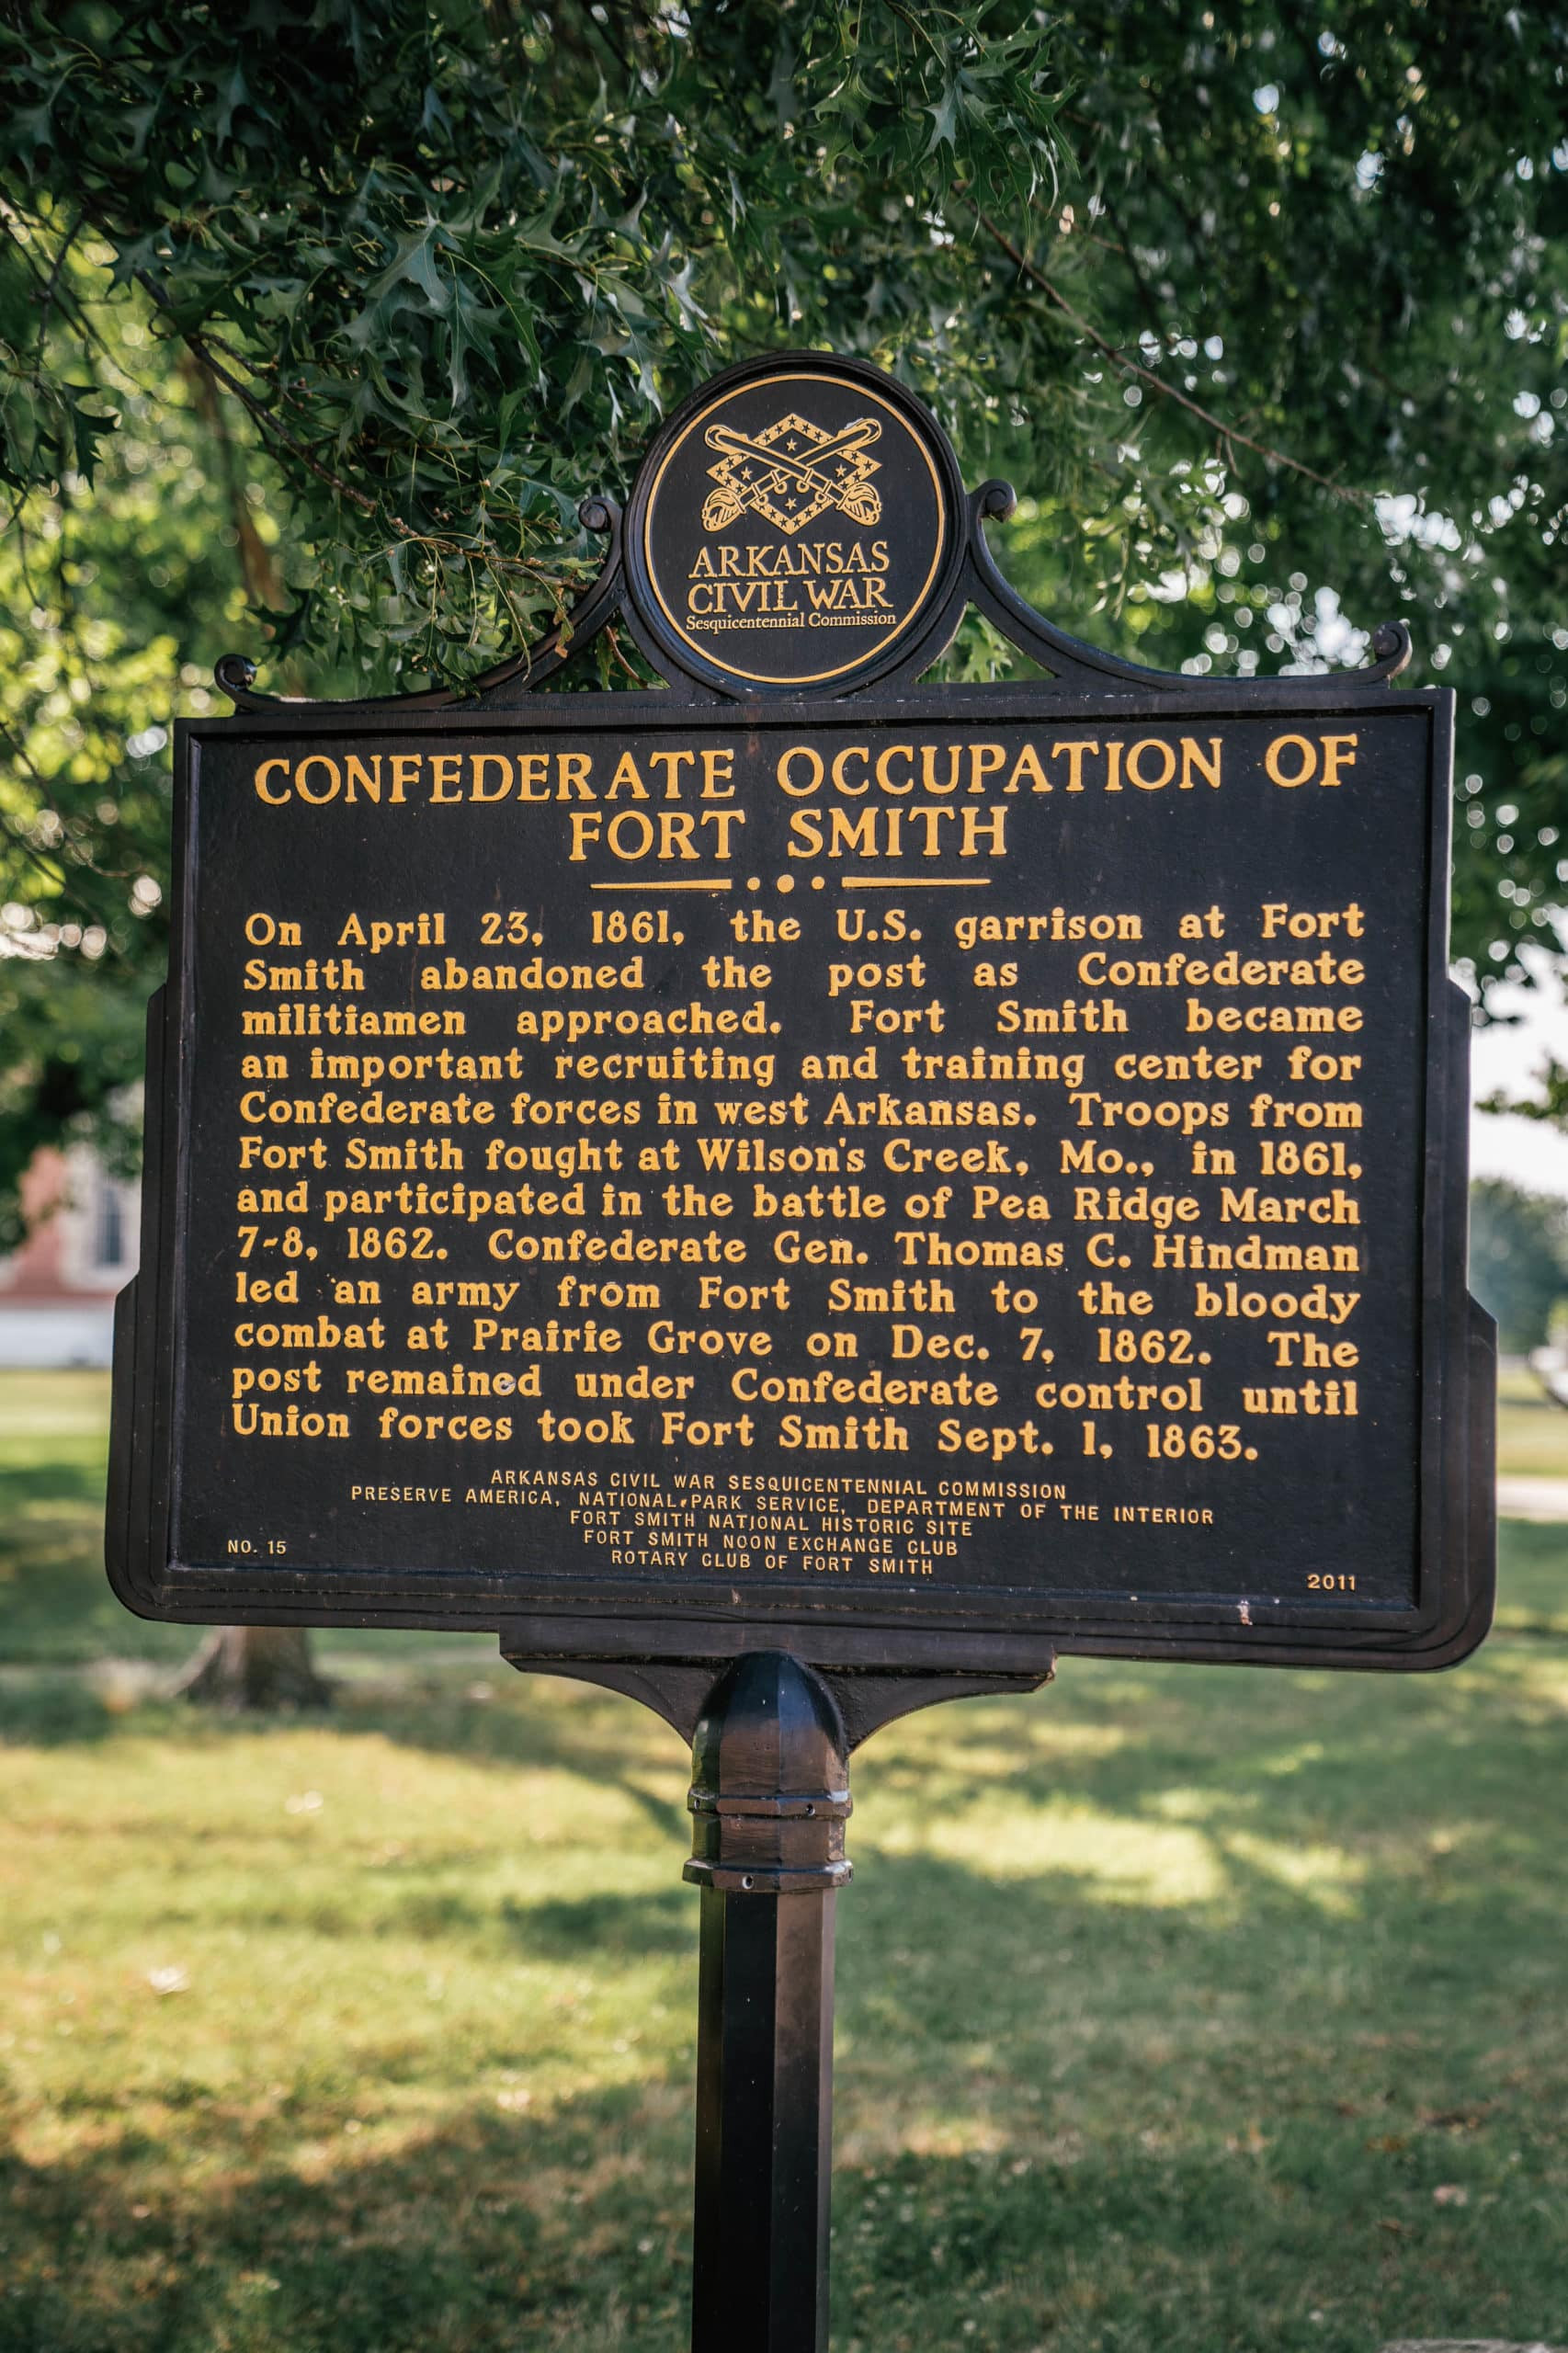 ARKANSAS
CIVIL WAR
Sesquicentennial Commission
CONFEDERATE OCCUPATION OF
FORT SMITH
On April 23, 1861, the U.S. garrison at Fort
Smith abandoned the post as Confederate
militiamen approached. Fort Smith became
an important recruiting and training center for
Confederate forces in west Arkansas. Troops from
Fort Smith fought at Wilson's Creek, Mo., in 1861,
and participated in the battle of Pea Ridge March
7-8, 1862. Confederate Gen. Thomas C. Hindman
led an army from Fort Smith to the bloody
combat at Prairie Grove on Dec. 7, 1862. The
post remained under Confederate control until
Union forces took Fort Smith Sept. 1, 1863.
ARKANSAS CIVIL WAR SESQUICENTENNIAL COMMISSION
PRESERVE AMERICA, NATIONAL PARK SERVICE, DEPARTMENT OF THE INTERIOR
FORT SMITH NATIONAL HISTORIC SITE
FORT SMITH NOON EXCHANGE CLUB
ROTARY CLUB OF FORT SMITH
NO. 15
2011